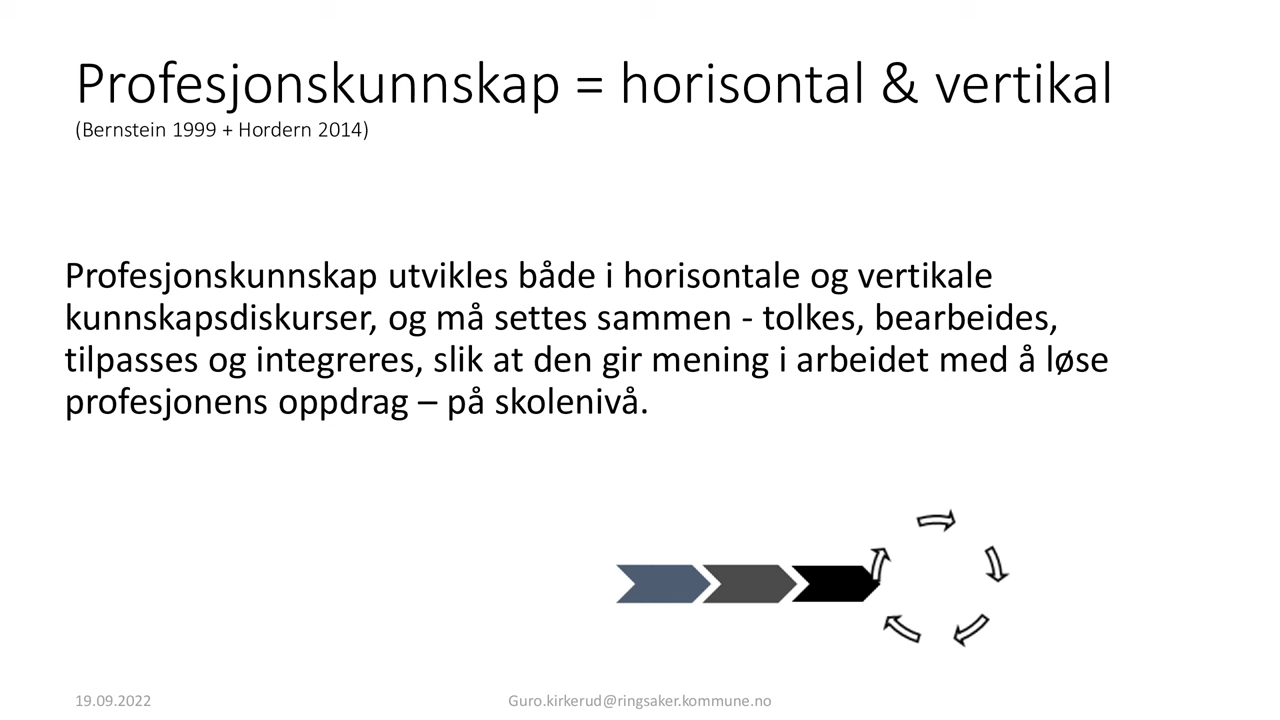 Profesjonskunnskap = horisontal & vertikal
(Bernstein 1999 + Hordern 2014)
Profesjonskunnskap utvikles både i horisontale og vertikale
kunnskapsdiskurser, og må settes sammen - tolkes, bearbeides,
tilpasses og integreres, slik at den gir mening i arbeidet med å løse
profesjonens oppdrag – på skolenivå.
19.09.2022
Guro.kirkerud@ringsaker.kommune.no